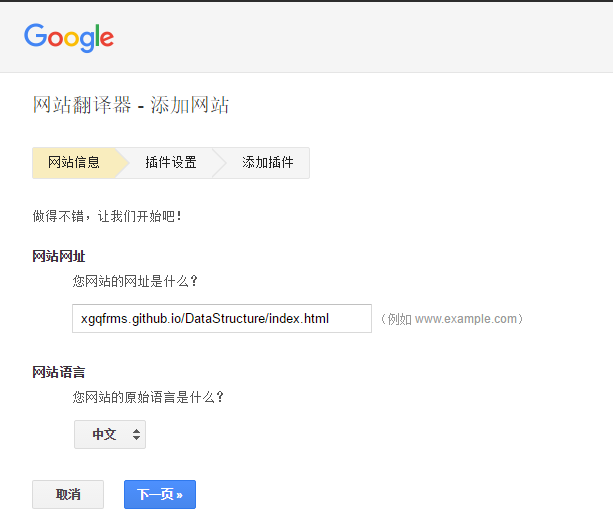 Google
网站翻译器 - 添加网站
网站信息 插件设置 添加插件
做得不错，让我们开始吧！
网站网址
您网站的网址是什么？
xgqfrms.github.io/DataStructure/index.html （例如 www.example.com）
网站语言
您网站的原始语言是什么？
中文
取消 下一页 »